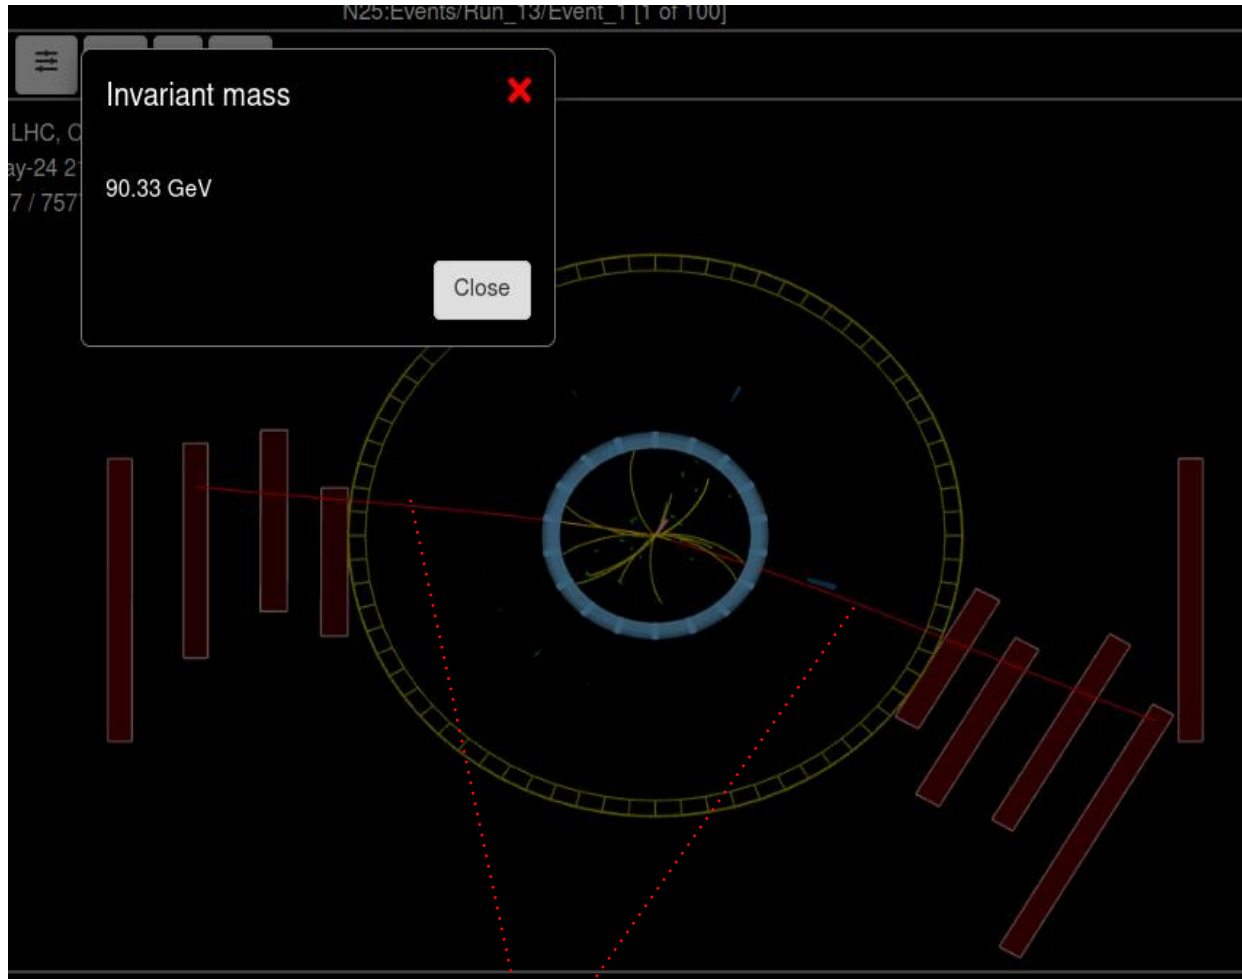 N25:Events/Run_13/Event_1 [1 of 100]
Invariant mass
LHC, C
ay-24 2
90.33 GeV
7 / 757
Close